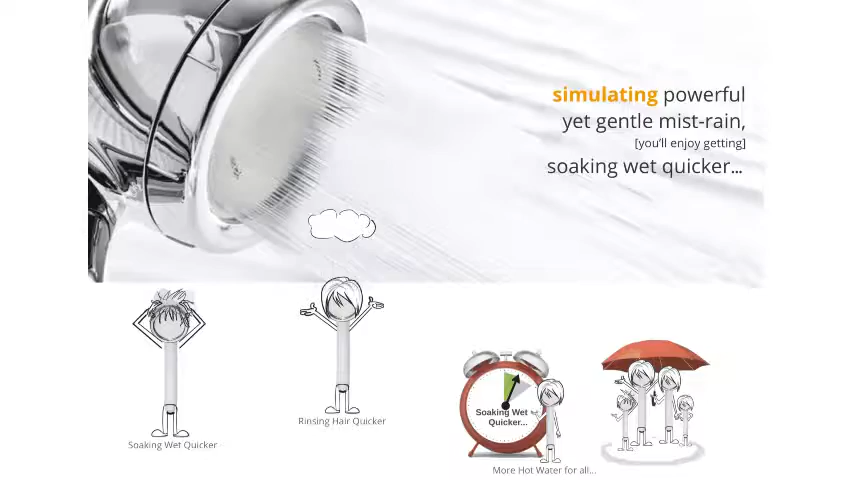 simulating powerful
yet gentle mist-rain,
[you'll enjoy getting]
soaking wet quicker...
Soaking Wet Quicker
Rinsing Hair Quicker
Soaking Wet
Quicker...
More Hot Water for all...